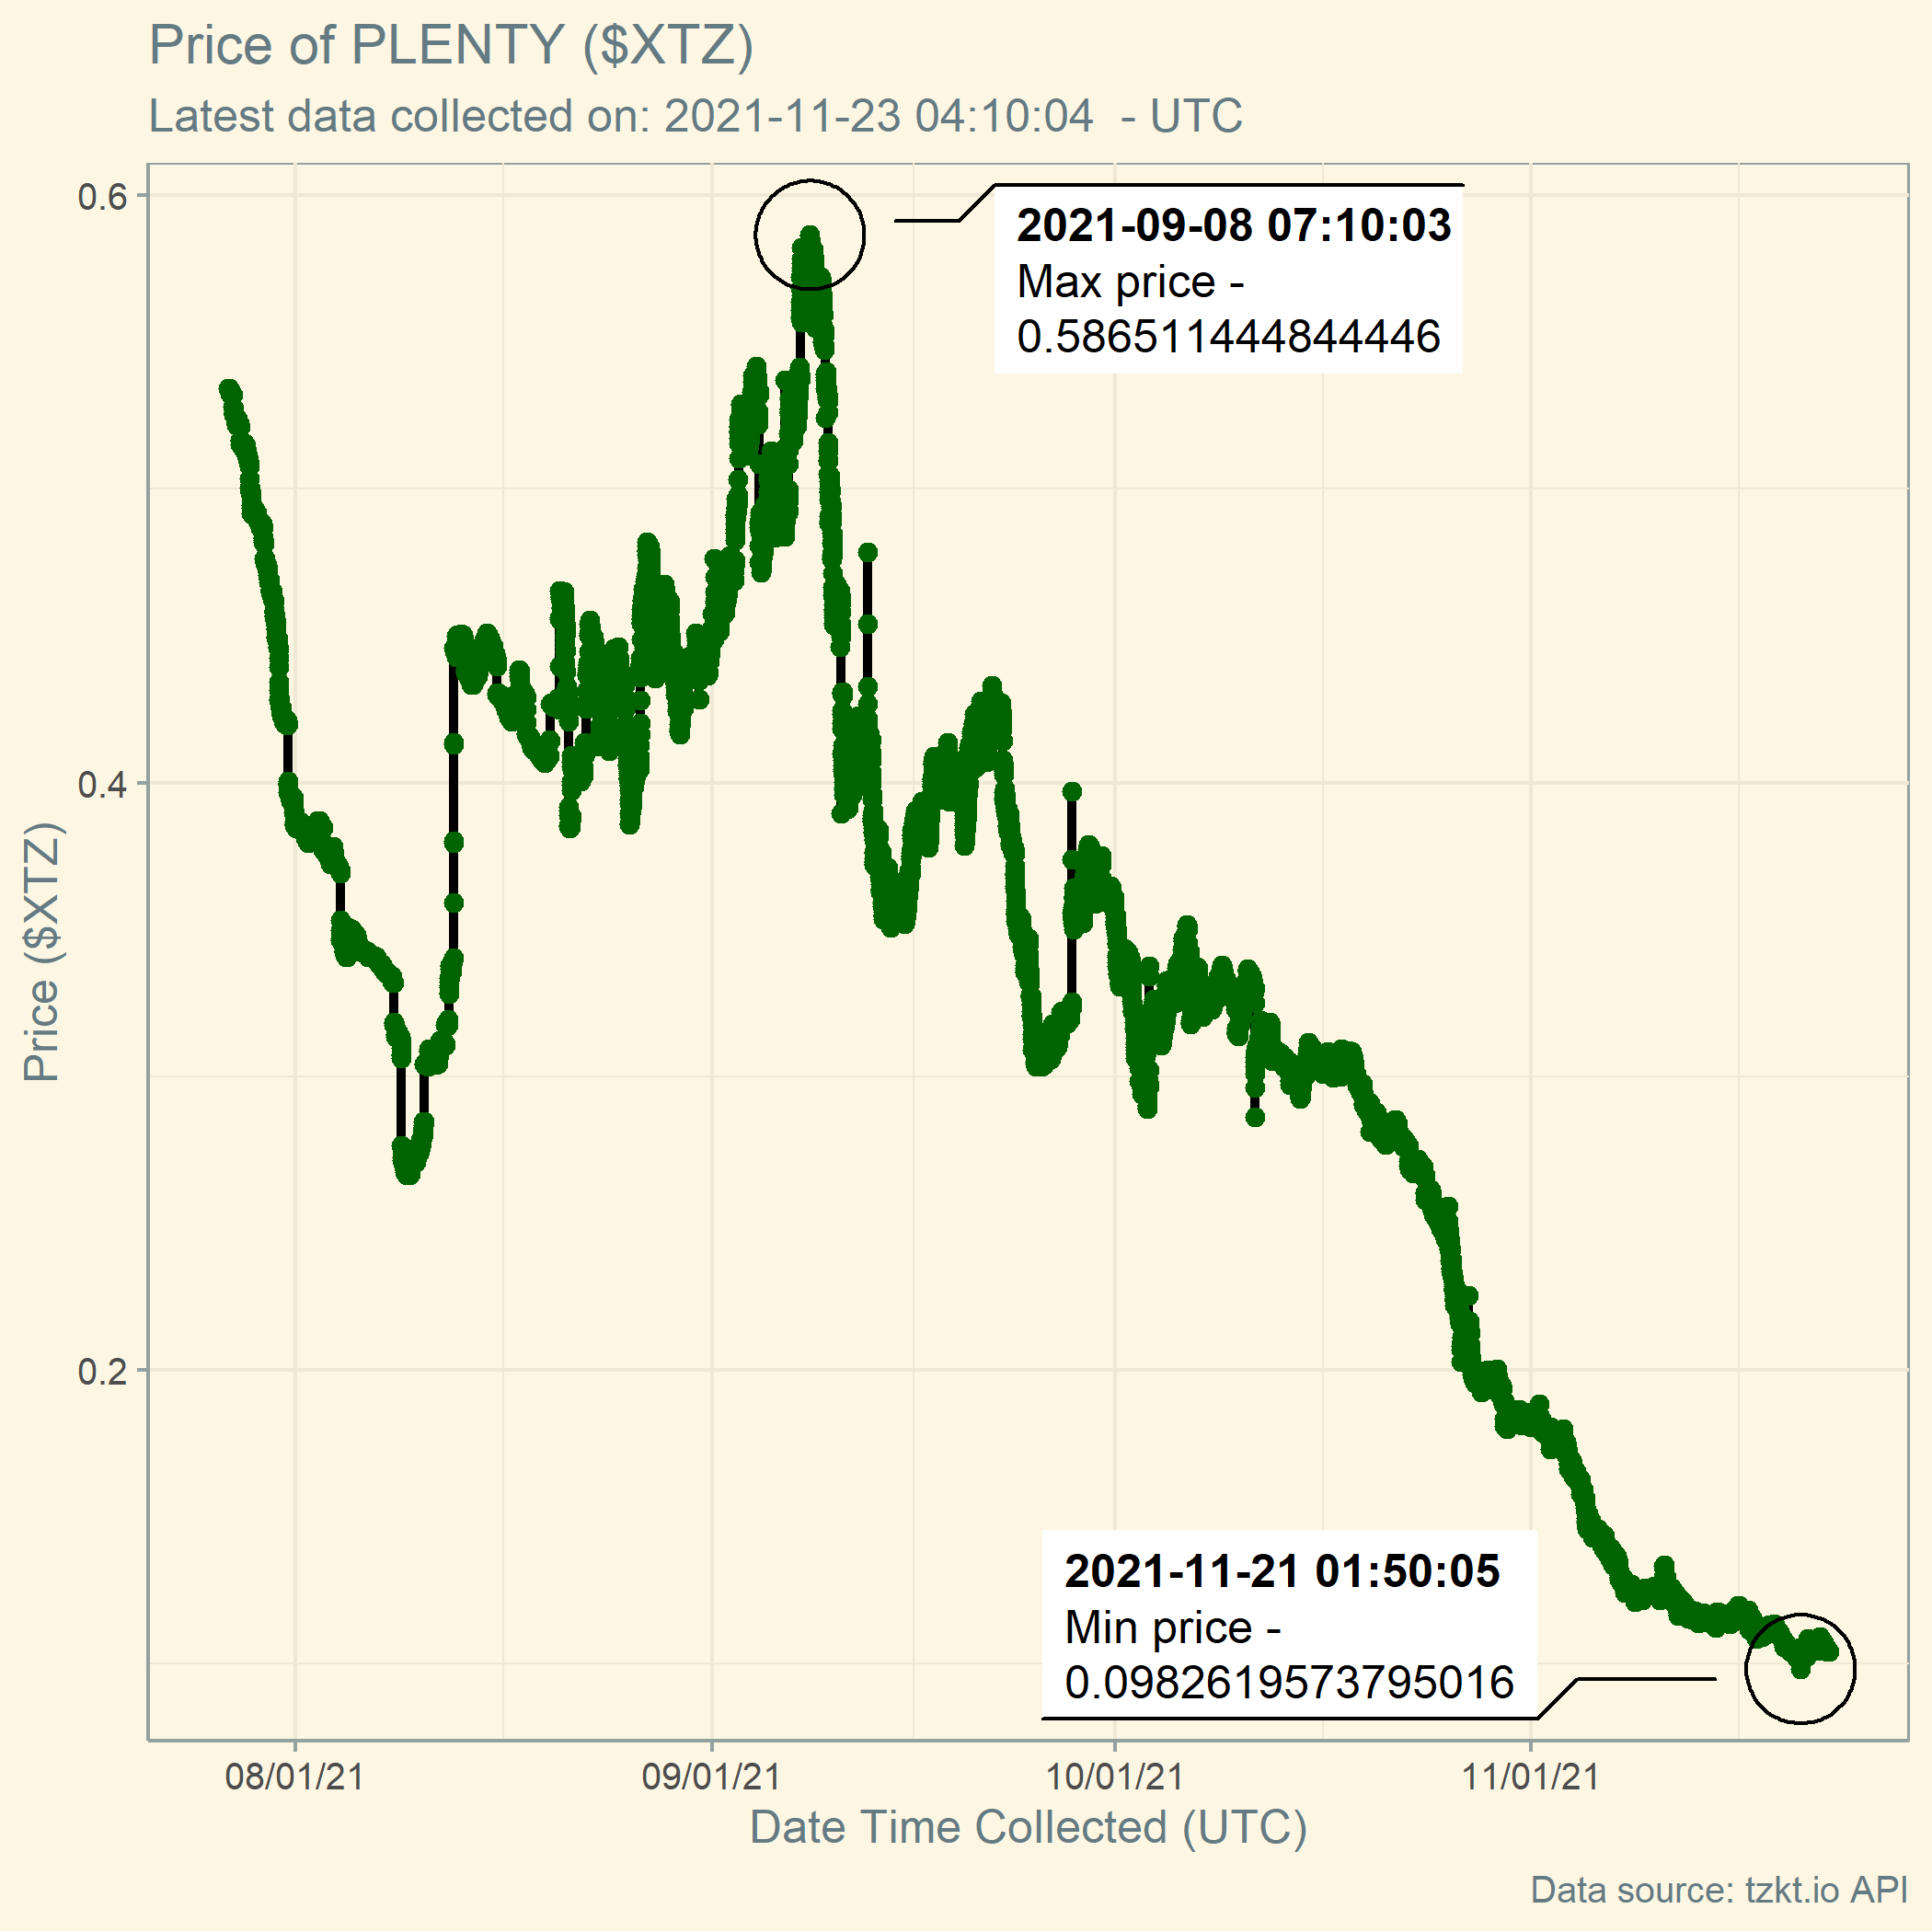 Price of PLENTY ($XTZ)
Latest data collected on: 2021-11-23 04:10:04  - UTC
0.6
2021-09-08 07:10:03
Max price -
0.586511444844446
0.4
Price ($XTZ)
0.2
2021-11-21 01:50:05
Min price -
0.0982619573795016
08/01/21
09/01/21
10/01/21
11/01/21
Date Time Collected (UTC)
Data source: tzkt.io API